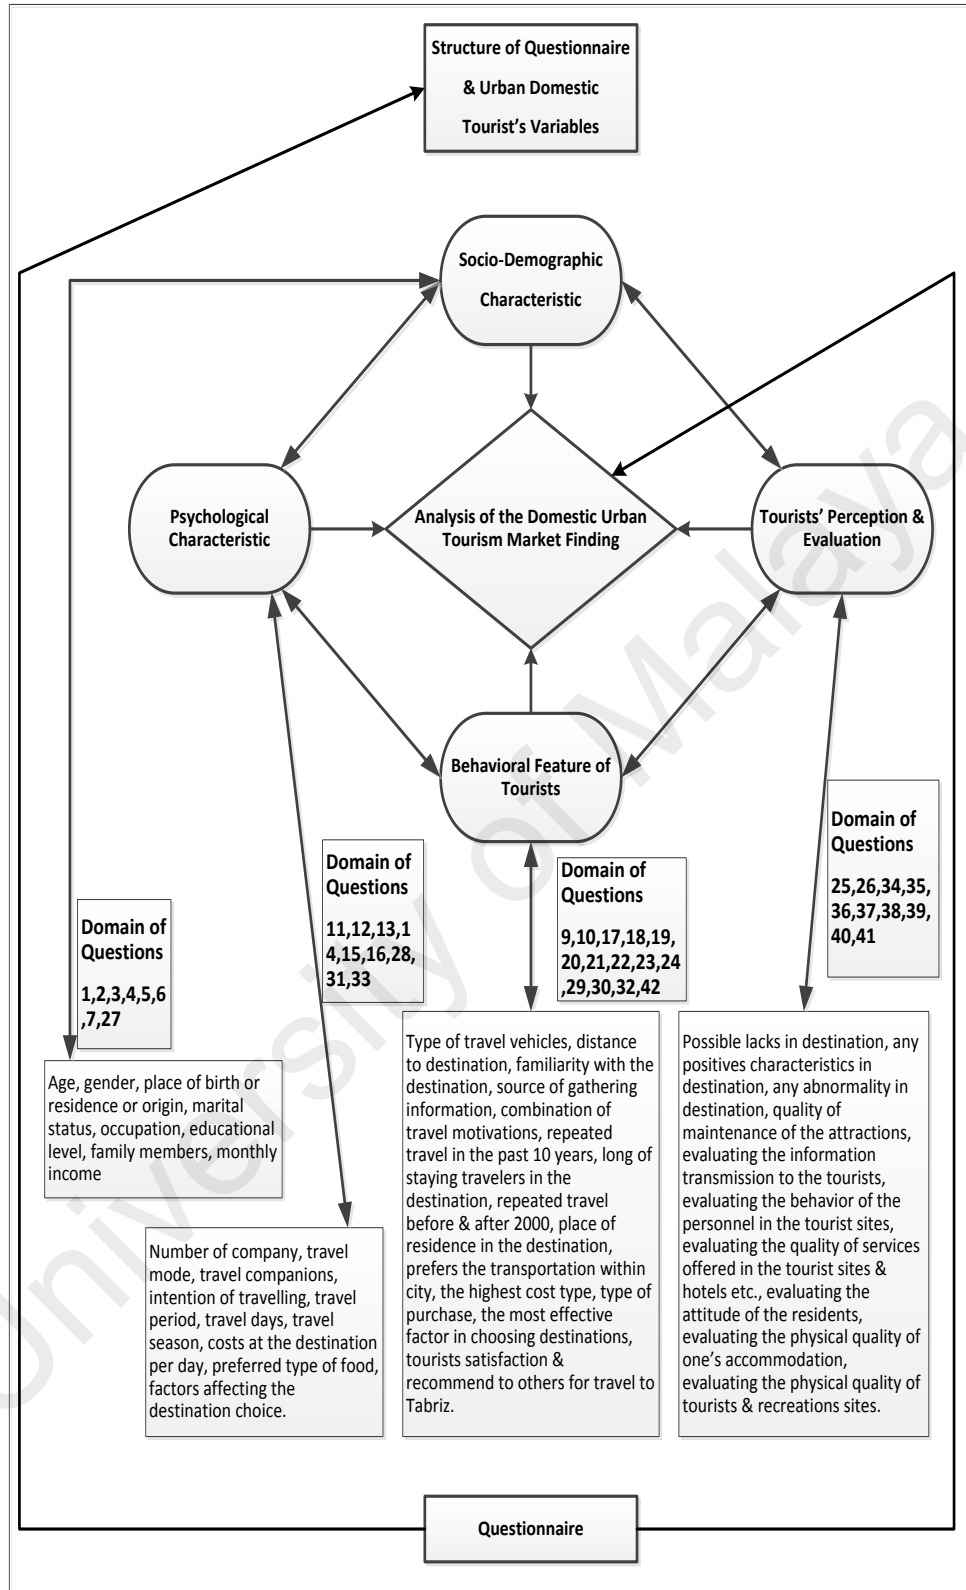 Structure of Questionnaire
& Urban Domestic
Tourist's Variables
Socio-Demographic
Characteristic
Psychological
Characteristic
Analysis of the Domestic Urban
Tourism Market Finding
Tourists' Perception &
Evaluation
Behavioral Feature of
Tourists
Domain of
Questions
1,2,3,4,5,6
,7,27
Domain of
Questions
11,12,13,1
4,15,16,28,
31,33
Domain of
Questions
9,10,17,18,19,
20,21,22,23,24
,29,30,32,42
Domain of
Questions
25,26,34,35,
36,37,38,39,
40,41
Age, gender, place of birth or
residence or origin, marital
status, occupation, educational
level, family members, monthly
income
Number of company, travel
mode, travel companions,
intention of travelling, travel
period, travel days, travel
season, costs at the destination
per day, preferred type of food,
factors affecting the
destination choice.
Type of travel vehicles, distance
to destination, familiarity with the
destination, source of gathering
information, combination of
travel motivations, repeated
travel in the past 10 years, long of
staying travelers in the
destination, repeated travel
before & after 2000, place of
residence in the destination,
prefers the transportation within
city, the highest cost type, type of
purchase, the most effective
factor in choosing destinations,
tourists satisfaction &
recommend to others for travel to
Tabriz.
Possible lacks in destination, any
positives characteristics in
destination, any abnormality in
destination, quality of
maintenance of the attractions,
evaluating the information
transmission to the tourists,
evaluating the behavior of the
personnel in the tourist sites,
evaluating the quality of services
offered in the tourist sites &
hotels etc., evaluating the
attitude of the residents,
evaluating the physical quality of
one's accommodation,
evaluating the physical quality of
tourists & recreations sites.
Questionnaire
University of Malaya